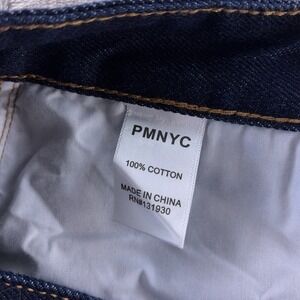 PMNYC
100% COTTON
MADE IN CHINA
RN#131930